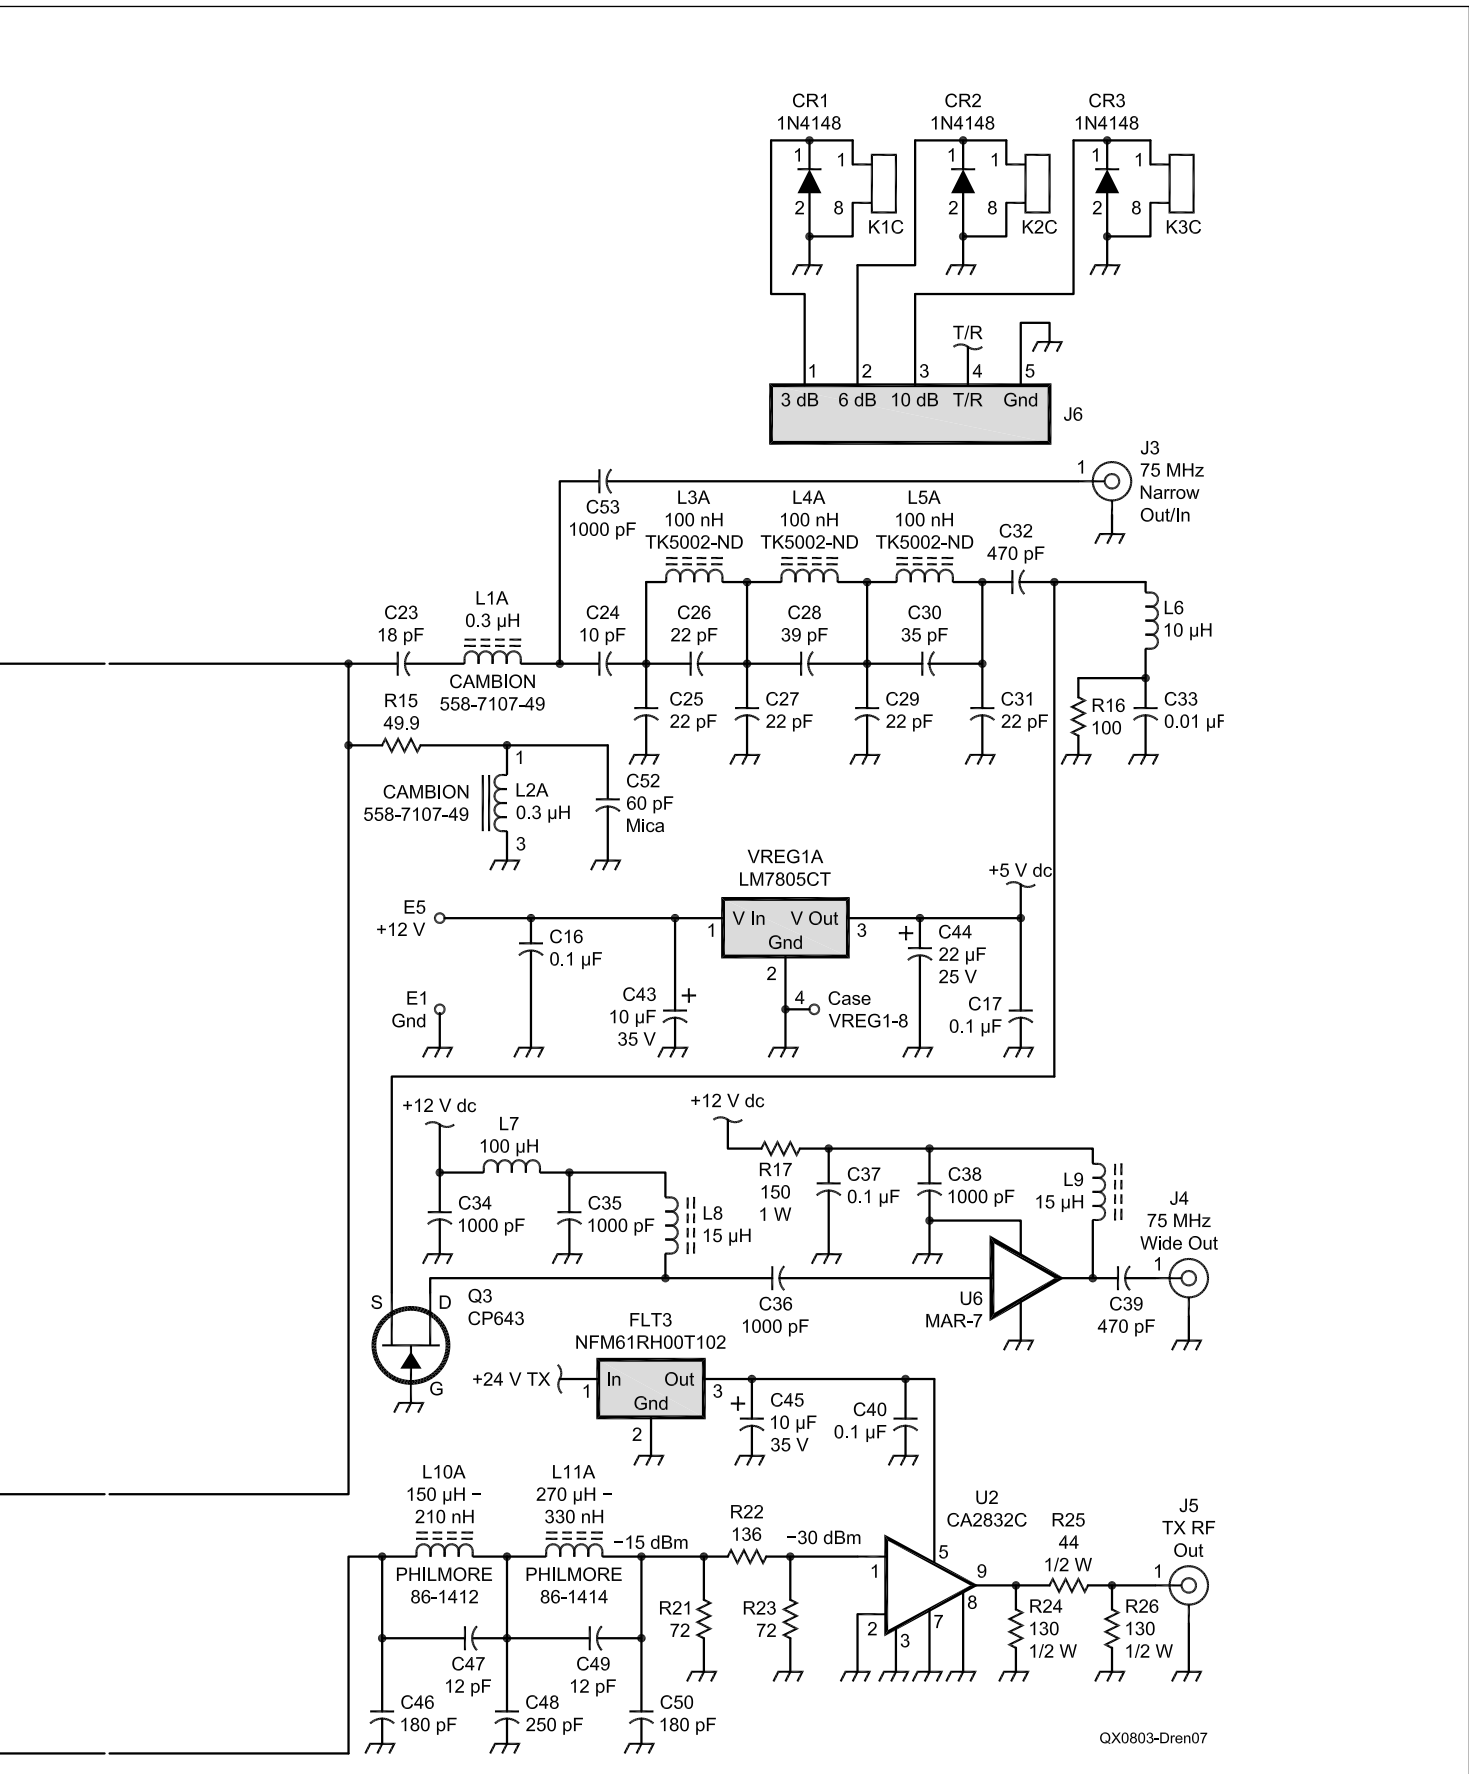 CR1
1N4148
1
2
1
8
K1C
CR2
1N4148
1
2
1
8
K2C
CR3
1N4148
1
2
1
8
K3C
T/R
1
2
3
4
5
3 dB
6 dB
10 dB
T/R
Gnd
J6
J3
75 MHz
Narrow
Out/In
1
C53
1000 pF
L3A
100 nH
TK5002-ND
L4A
100 nH
TK5002-ND
L5A
100 nH
TK5002-ND
C32
470 pF
C23
18 pF
L1A
0.3 µH
CAMBION
558-7107-49
C24
10 pF
C26
22 pF
C28
39 pF
C30
35 pF
L6
10 µH
R15
49.9
C25
22 pF
C27
22 pF
C29
22 pF
C31
22 pF
R16
100
C33
0.01 µF
CAMBION
558-7107-49
1
L2A
0.3 µH
3
C52
60 pF
Mica
VREG1A
LM7805CT
V In
V Out
Gnd
1
3
2
4
Case
VREG1-8
+5 V dc
E5
+12 V
C16
0.1 µF
E1
Gnd
C43
10 µF
35 V
+
+
C44
22 µF
25 V
C17
0.1 µF
+12 V dc
L7
100 µH
C34
1000 pF
C35
1000 pF
L8
15 µH
+12 V dc
R17
150
1 W
C37
0.1 µF
C38
1000 pF
L9
15 µH
J4
75 MHz
Wide Out
1
S
D
G
Q3
CP643
C36
1000 pF
U6
MAR-7
C39
470 pF
FLT3
NFM61RH00T102
+24 V TX
1
In
Out
Gnd
3
2
+
C45
10 µF
35 V
C40
0.1 µF
L10A
150 µH –
210 nH
PHILMORE
86-1412
L11A
270 µH –
330 nH
PHILMORE
86-1414
−15 dBm
R22
136
−30 dBm
U2
CA2832C
1
2
3
5
7
8
9
R25
44
1/2 W
J5
TX RF
Out
1
R21
72
R23
72
R24
130
1/2 W
R26
130
1/2 W
C47
12 pF
C49
12 pF
C46
180 pF
C48
250 pF
C50
180 pF
QX0803-Dren07